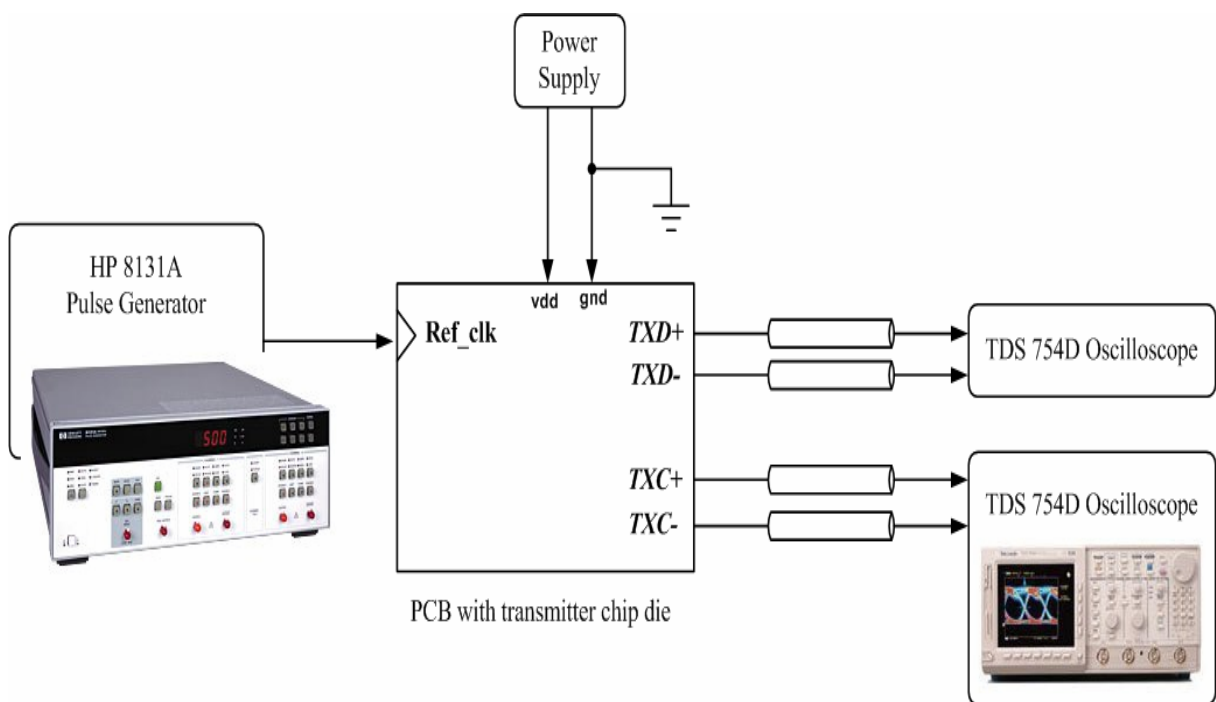 Power
Supply
HP 8131A
Pulse Generator
500
vdd
gnd
Ref_clk
TXD+
TXD-
TXC+
TXC-
TDS 754D Oscilloscope
TDS 754D Oscilloscope
PCB with transmitter chip die